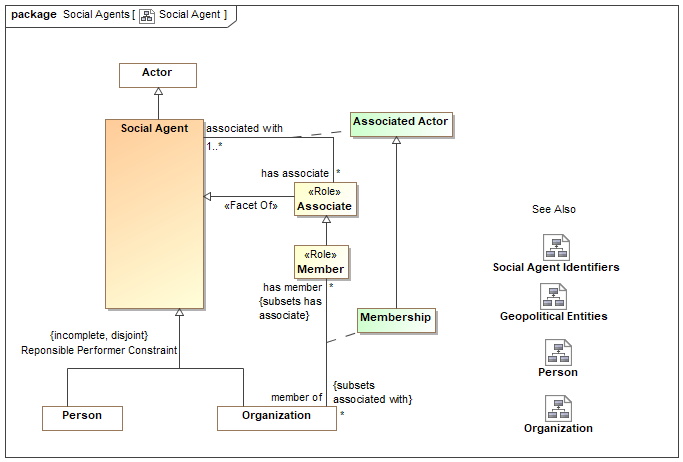 package Social Agents [ Social Agent ]
Actor
Social Agent
associated with
1..*
Associated Actor
has associate *
«Role»
Associate
«Facet Of»
«Role»
Member
has member *
{subsets has
associate}
Membership
{incomplete, disjoint}
Reponsible Performer Constraint
member of
{subsets
associated with}
*
Person
Organization
See Also
Social Agent Identifiers
Geopolitical Entities
Person
Organization